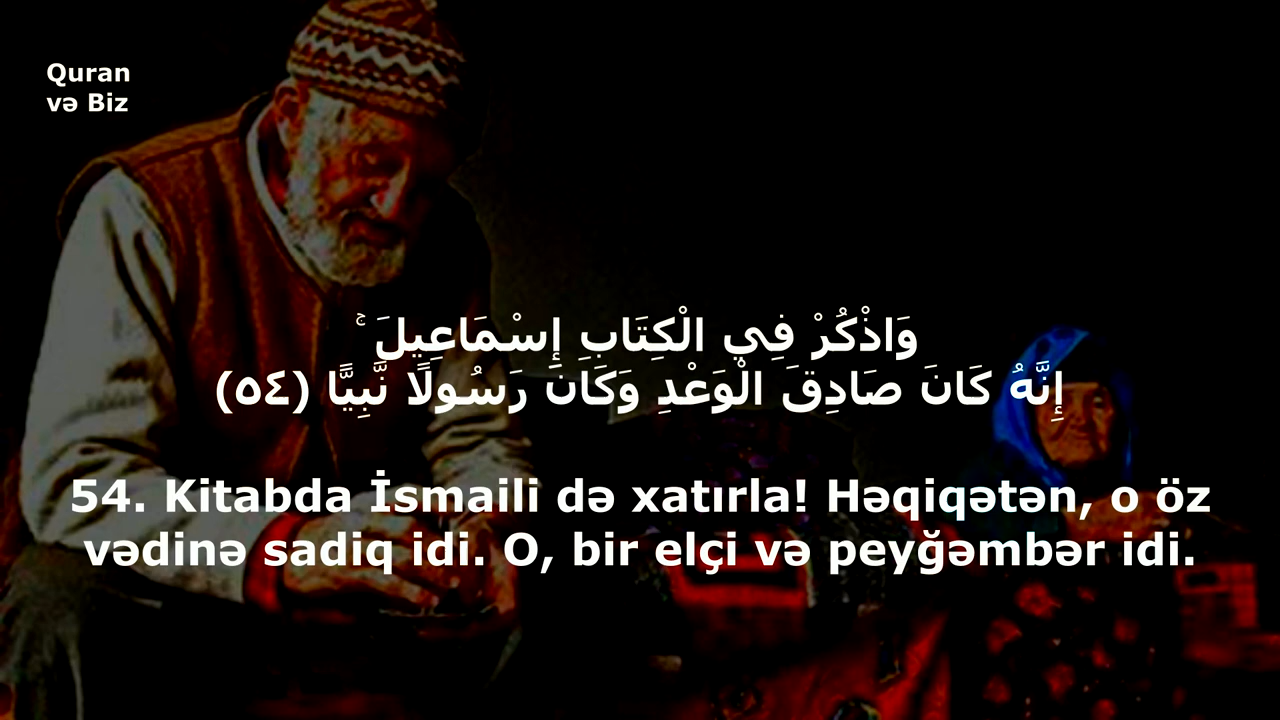 Quran
və Biz
وَاذْكُرْ فِي الْكِتَابِ إِسْمَاعِيلَ ۚ
إِنَّهُ كَانَ صَادِقَ الْوَعْدِ وَكَانَ رَسُولًا نَّبِيًّا (٥٤)
54. Kitabda İsmaili də xatırla! Həqiqətən, o öz
vədinə sadiq idi. O, bir elçi və peyğəmbər idi.